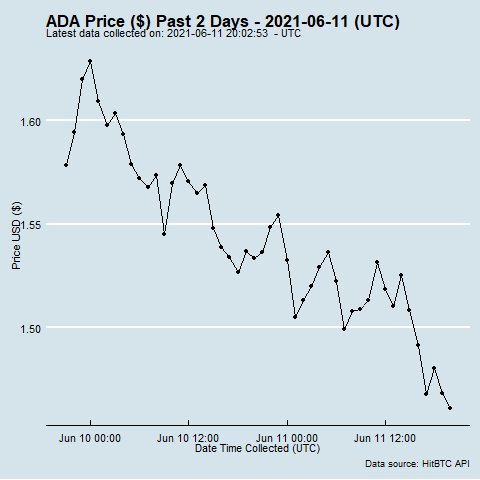 ADA Price ($) Past 2 Days - 2021-06-11 (UTC)
Latest data collected on: 2021-06-11 20:02:53 - UTC
Price USD ($)
1.60
1.55
1.50
Jun 10 00:00 Jun 10 12:00 Jun 11 00:00 Jun 11 12:00
Date Time Collected (UTC)
Data source: HitBTC API